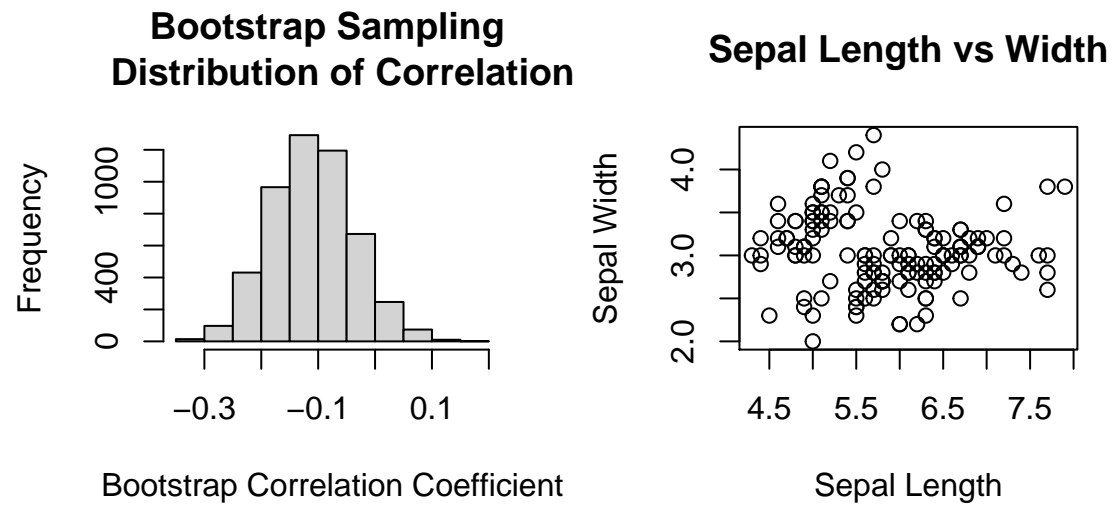 Bootstrap Sampling
Distribution of Correlation
Frequency
0 400 1000
−0.3 −0.1 0.1
Bootstrap Correlation Coefficient
Sepal Length vs Width
Sepal Width
2.0 3.0 4.0
4.5 5.5 6.5 7.5
Sepal Length